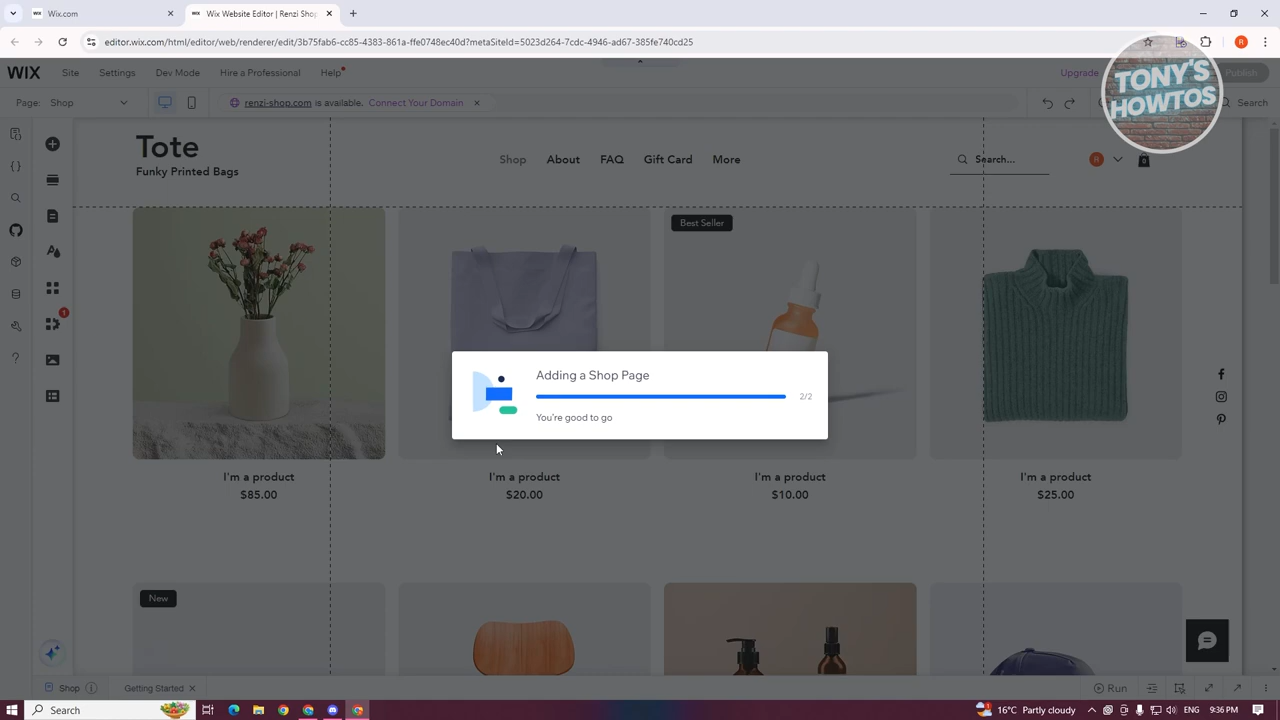 Wix.com
Wix Website Editor | Renzi Shop
editor.wix.com/html/editor/web/renderer/edit/3b75fab6-cc85-4383-861a-ffe0748ec40d?metaSiteId=5023d264-7cdc-4946-ad67-385fe740cd25
R
WIX
Site
Settings
Dev Mode
Hire a Professional
Help
Upgrade
Publish
TONY'S
HOWTOS
Page: Shop
renzi-shop.com is available. Connect Your Domain
Search
Tote
Funky Printed Bags
Shop
About
FAQ
Gift Card
More
Search...
R
0
Best Seller
1
Adding a Shop Page
2/2
You're good to go
I'm a product
$85.00
I'm a product
$20.00
I'm a product
$10.00
I'm a product
$25.00
New
Shop
Getting Started
Run
Search
16°C Partly cloudy
ENG
9:36 PM